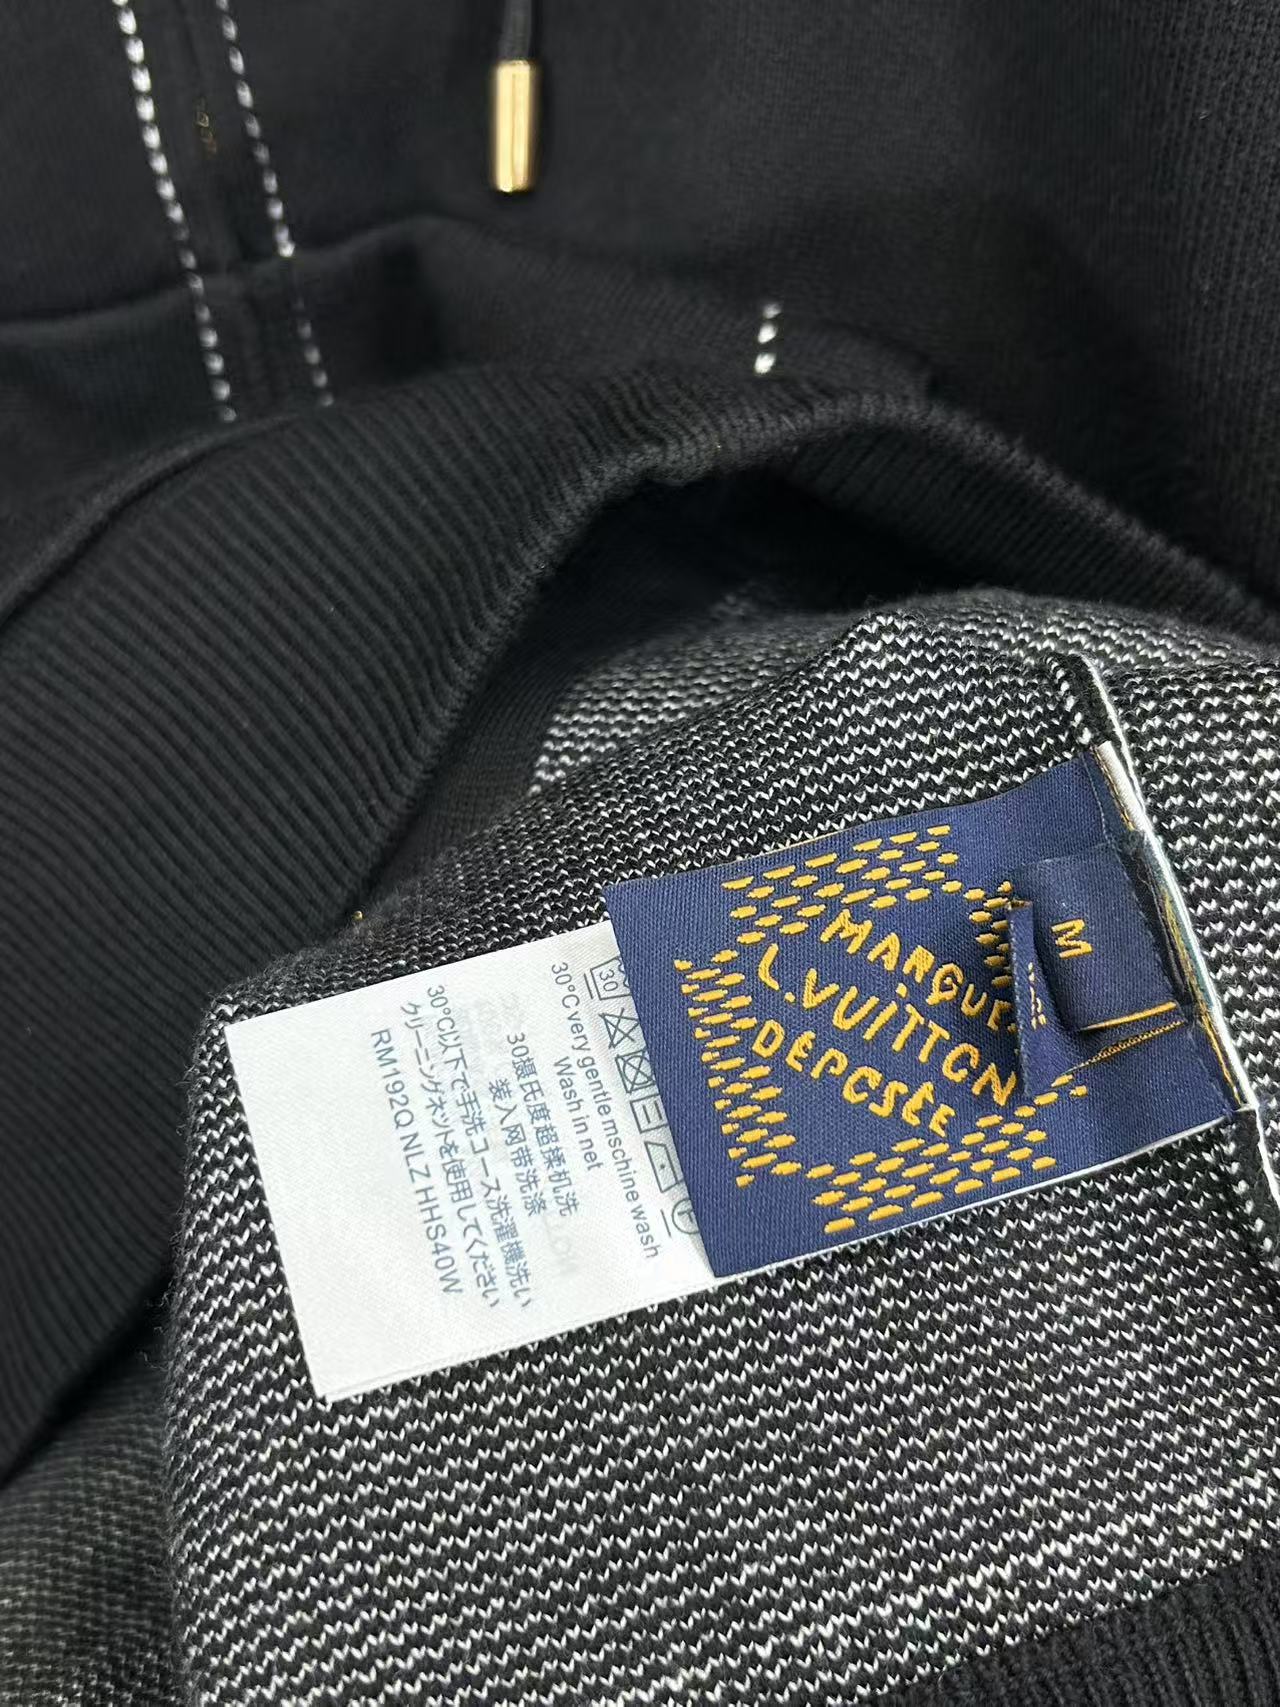 MARQUE
L.VUITTON
DÉPOSÉE
M
30
30°C very gentle mschine wash
Wash in net
30摄氏度超揉机洗
装入网带洗涤
30°C以下で手洗コース洗濯機洗い
クリーニングネットを使用してください
RM192Q NLZ HHS40W